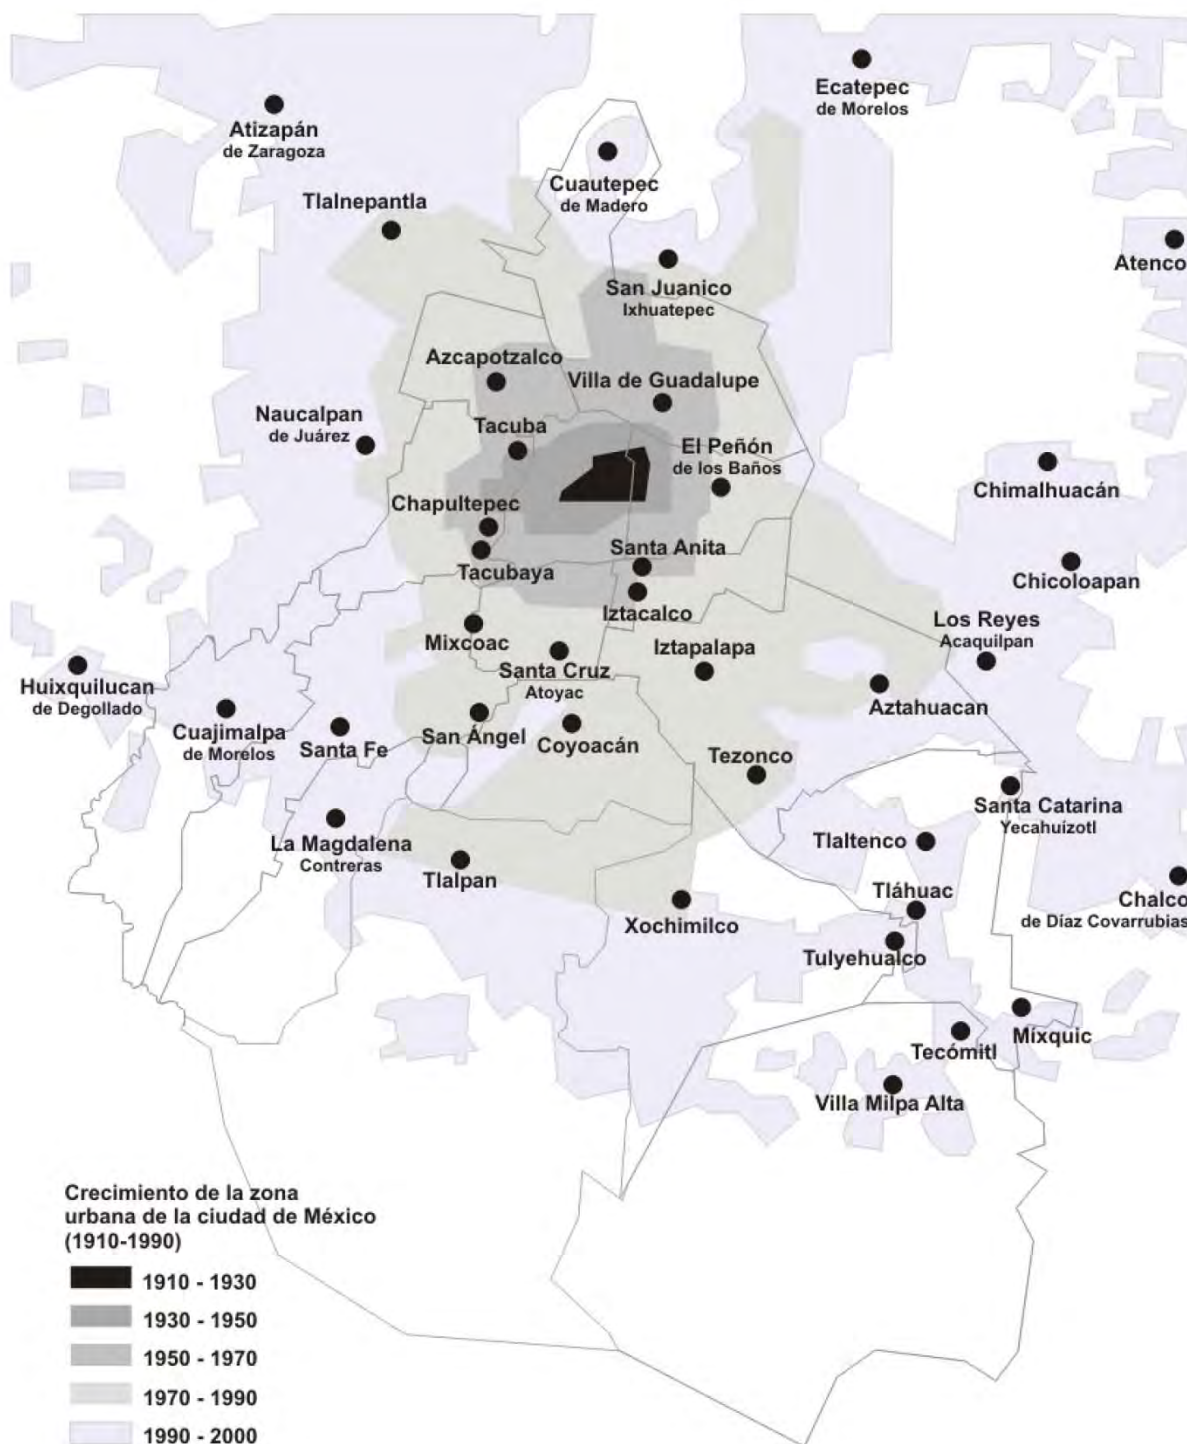 Ecatepec
de Morelos
Atizapán
de Zaragoza
Cuautepec
de Madero
Tlalnepantla
Atenco
San Juanico
Ixhuatepec
Azcapotzalco
Villa de Guadalupe
Naucalpan
de Juárez
Tacuba
El Peñón
de los Baños
Chimalhuacán
Chapultepec
Santa Anita
Tacubaya
Chicoloapan
Iztacalco
Los Reyes
Acaquilpan
Mixcoac
Iztapalapa
Santa Cruz
Atoyac
Huixquilucan
de Degollado
Aztahuacan
Cuajimalpa
de Morelos
Santa Fe
San Ángel
Coyoacán
Tezonco
Santa Catarina
Yecahuizotl
La Magdalena
Contreras
Tlaltenco
Tlalpan
Tláhuac
Chalco
de Díaz Covarrubias
Xochimilco
Tulyehualco
Míxquic
Tecómitl
Villa Milpa Alta
Crecimiento de la zona
urbana de la ciudad de México
(1910-1990)
1910 - 1930
1930 - 1950
1950 - 1970
1970 - 1990
1990 - 2000